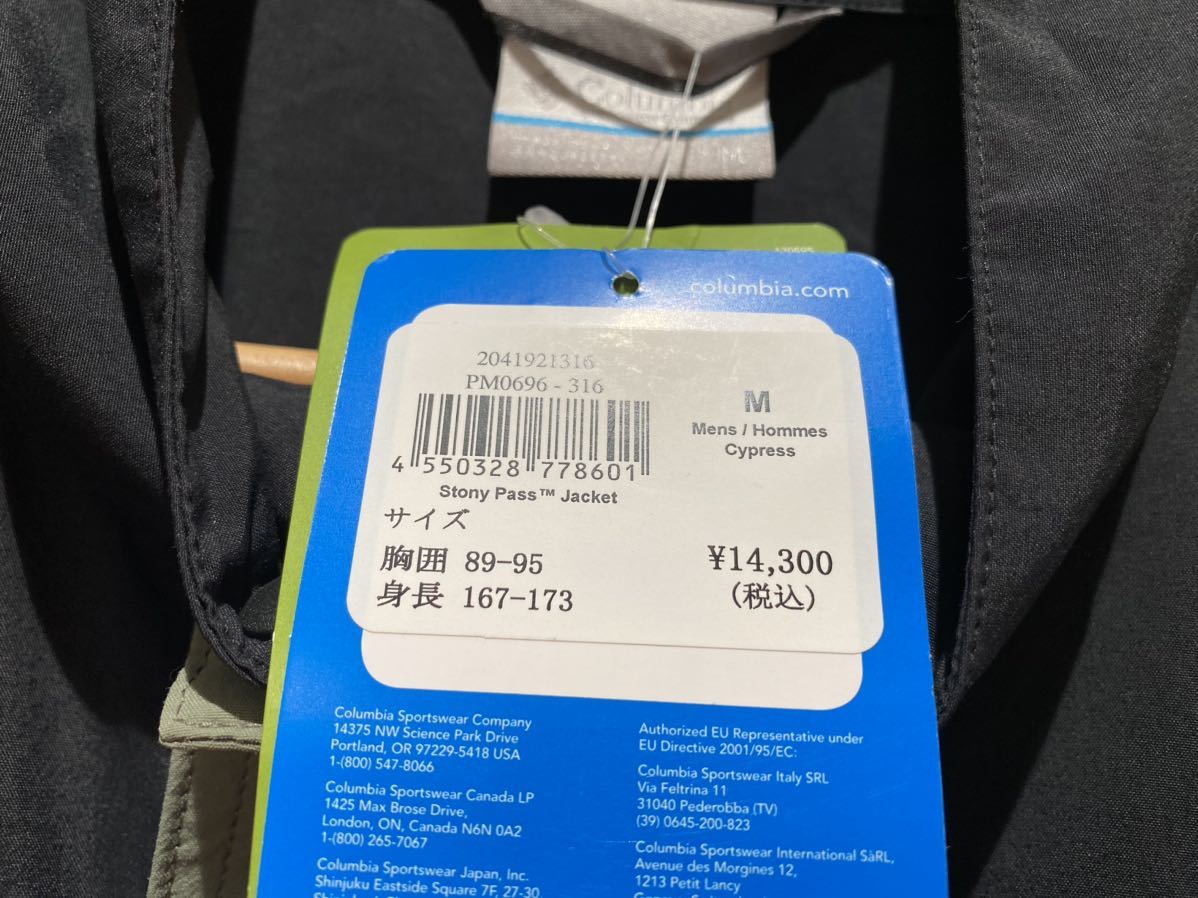 Columbia
M
columbia.com
2041921316
PM0696 - 316
4 550328 778601
Stony Pass™ Jacket
M
Mens / Hommes
Cypress
サイズ
胸囲 89-95
身長 167-173
¥14,300
(税込)
Columbia Sportswear Company
14375 NW Science Park Drive
Portland, OR 97229-5418 USA
1-(800) 547-8066
Columbia Sportswear Canada LP
1425 Max Brose Drive,
London, ON, Canada N6N 0A2
1-(800) 265-7067
Columbia Sportswear Japan, Inc.
Shinjuku Eastside Square 7F, 27-30
Authorized EU Representative under
EU Directive 2001/95/EC:
Columbia Sportswear Italy SRL
Via Feltrina 11
31040 Pederobba (TV)
(39) 0645-200-823
Columbia Sportswear International SàRL,
Avenue des Morgines 12,
1213 Petit Lancy